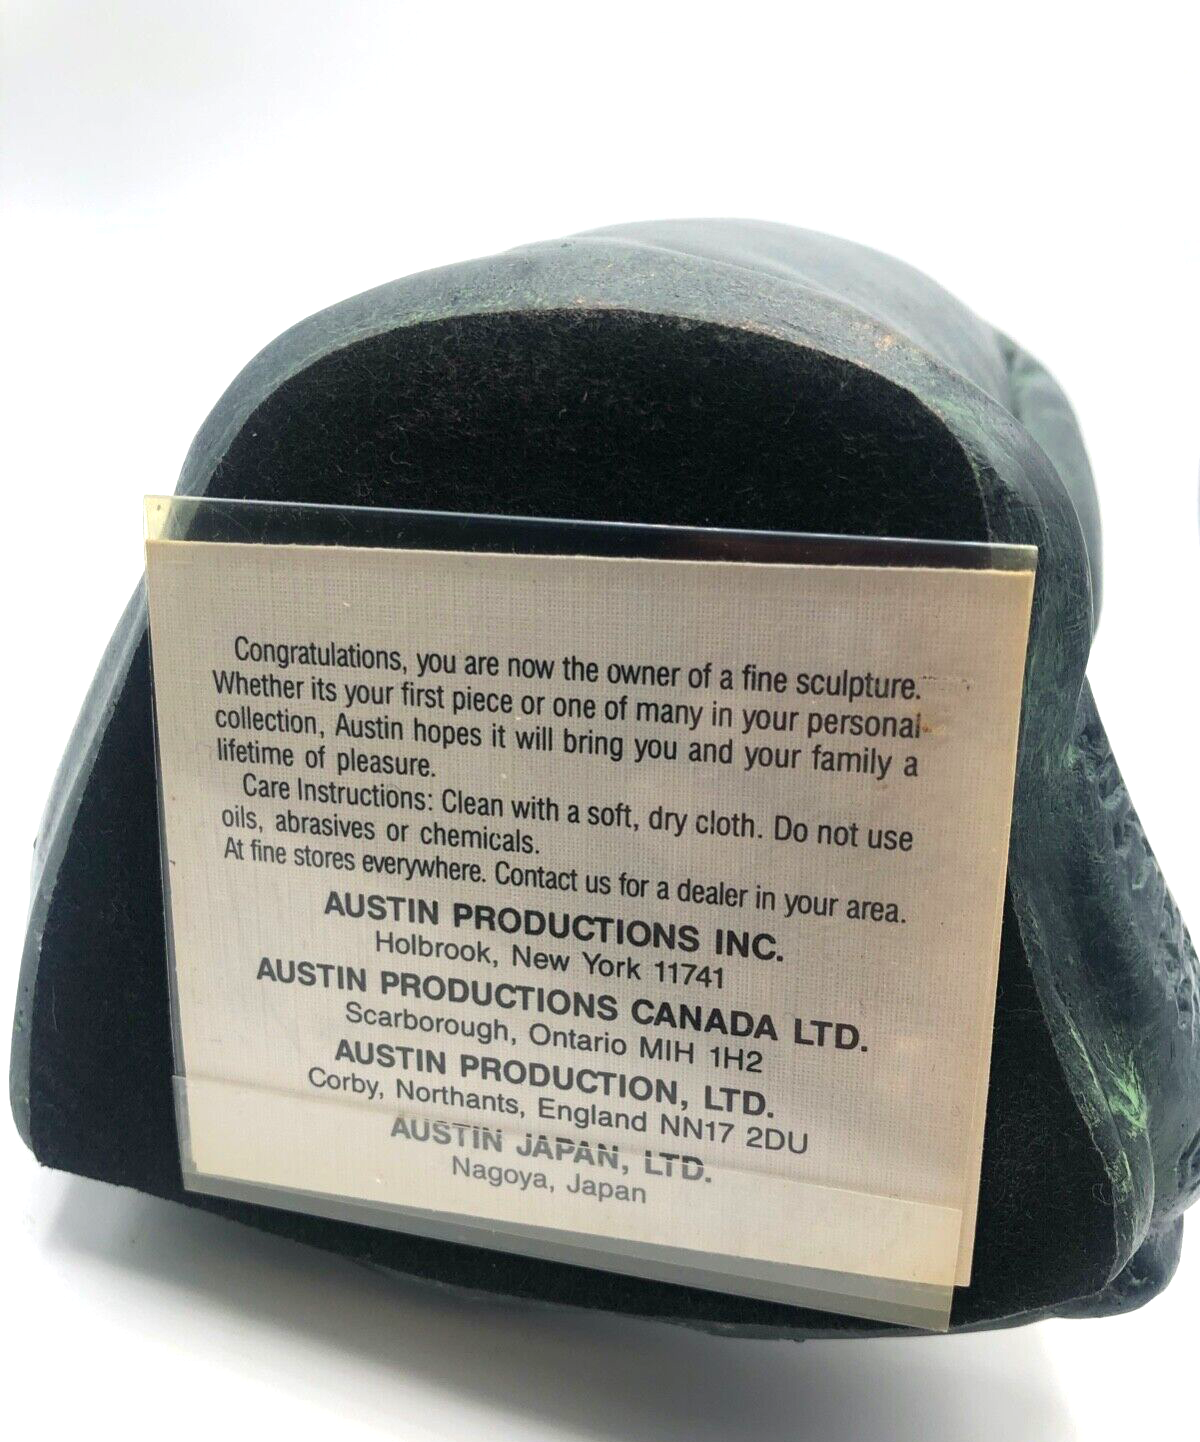 Congratulations, you are now the owner of a fine sculpture.
Whether its your first piece or one of many in your personal
collection, Austin hopes it will bring you and your family a
lifetime of pleasure.
Care Instructions: Clean with a soft, dry cloth. Do not use
oils, abrasives or chemicals.
At fine stores everywhere. Contact us for a dealer in your area.
AUSTIN PRODUCTIONS INC.
Holbrook, New York 11741
AUSTIN PRODUCTIONS CANADA LTD.
Scarborough, Ontario MIH 1H2
AUSTIN PRODUCTION, LTD.
Corby, Northants, England NN17 2DU
AUSTIN JAPAN, LTD.
Nagoya, Japan